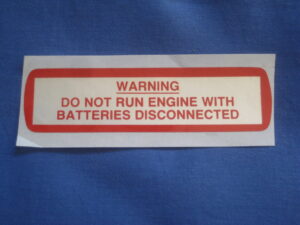 WARNING
DO NOT RUN ENGINE WITH
BATTERIES DISCONNECTED